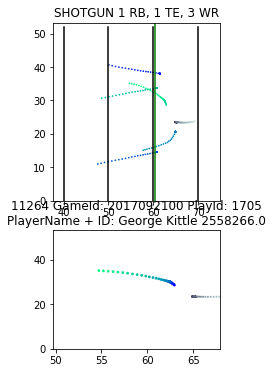 SHOTGUN 1 RB, 1 TE, 3 WR
50
40
30
20
10
0
40 50 60 70
11264 GameId: 2017092100 PlayId: 1705
PlayerName + ID: George Kittle 2558266.0
40
20
0
50 55 60 65